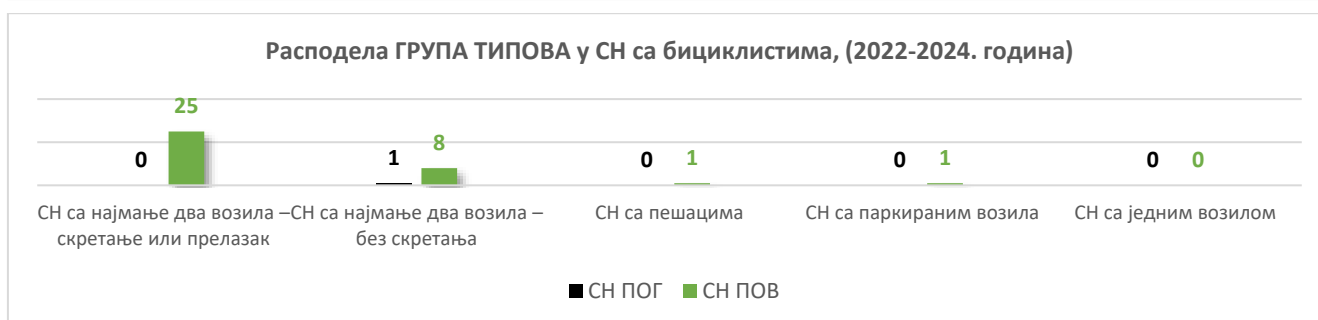 Расподела ГРУПА ТИПОВА у СН са бициклистима, (2022-2024. година)
25
0
1
8
0
1
0
1
0
0
СН са најмање два возила –
скретање или прелазак
СН са најмање два возила –
без скретања
СН са пешацима
СН са паркираним возила
СН са једним возилом
СН ПОГ
СН ПОВ